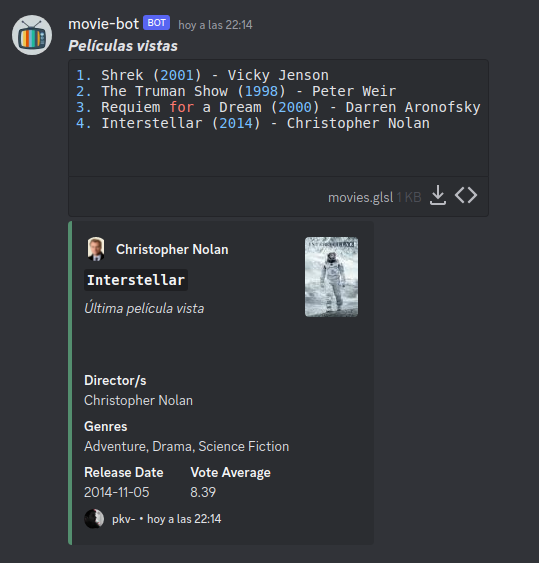 movie-bot BOT hoy a las 22:14
Películas vistas
1. Shrek (2001) - Vicky Jenson
2. The Truman Show (1998) - Peter Weir
3. Requiem for a Dream (2000) - Darren Aronofsky
4. Interstellar (2014) - Christopher Nolan
movies.glsl 1 KB
Christopher Nolan
INTERSTELLAR
Interstellar
Última película vista
Director/s
Christopher Nolan
Genres
Adventure, Drama, Science Fiction
Release Date Vote Average
2014-11-05 8.39
pkv- • hoy a las 22:14